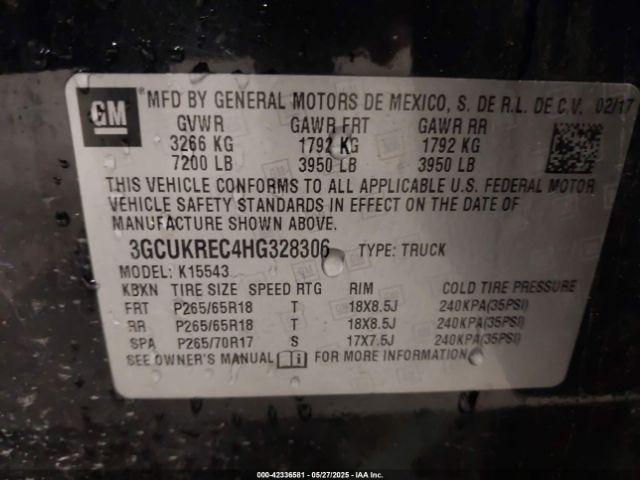 GM
MFD BY GENERAL MOTORS DE MEXICO, S. DE R.L. DE C.V. 02/17
GVWR GAWR FRT GAWR RR
3266 KG 1792 KG 1792 KG
7200 LB 3950 LB 3950 LB
THIS VEHICLE CONFORMS TO ALL APPLICABLE U.S. FEDERAL MOTOR
VEHICLE SAFETY STANDARDS IN EFFECT ON THE DATE OF
MANUFACTURE SHOWN ABOVE.
3GCUKREC4HG328306 TYPE: TRUCK
MODEL: K15543
KBXN TIRE SIZE SPEED RTG RIM COLD TIRE PRESSURE
FRT P265/65R18 T 18X8.5J 240KPA(35PSI)
RR P265/65R18 T 18X8.5J 240KPA(35PSI)
SPA P265/70R17 S 17X7.5J 240KPA(35PSI)
SEE OWNER'S MANUAL FOR MORE INFORMATION
000-42336581 - 05/27/2025 - IAA Inc.